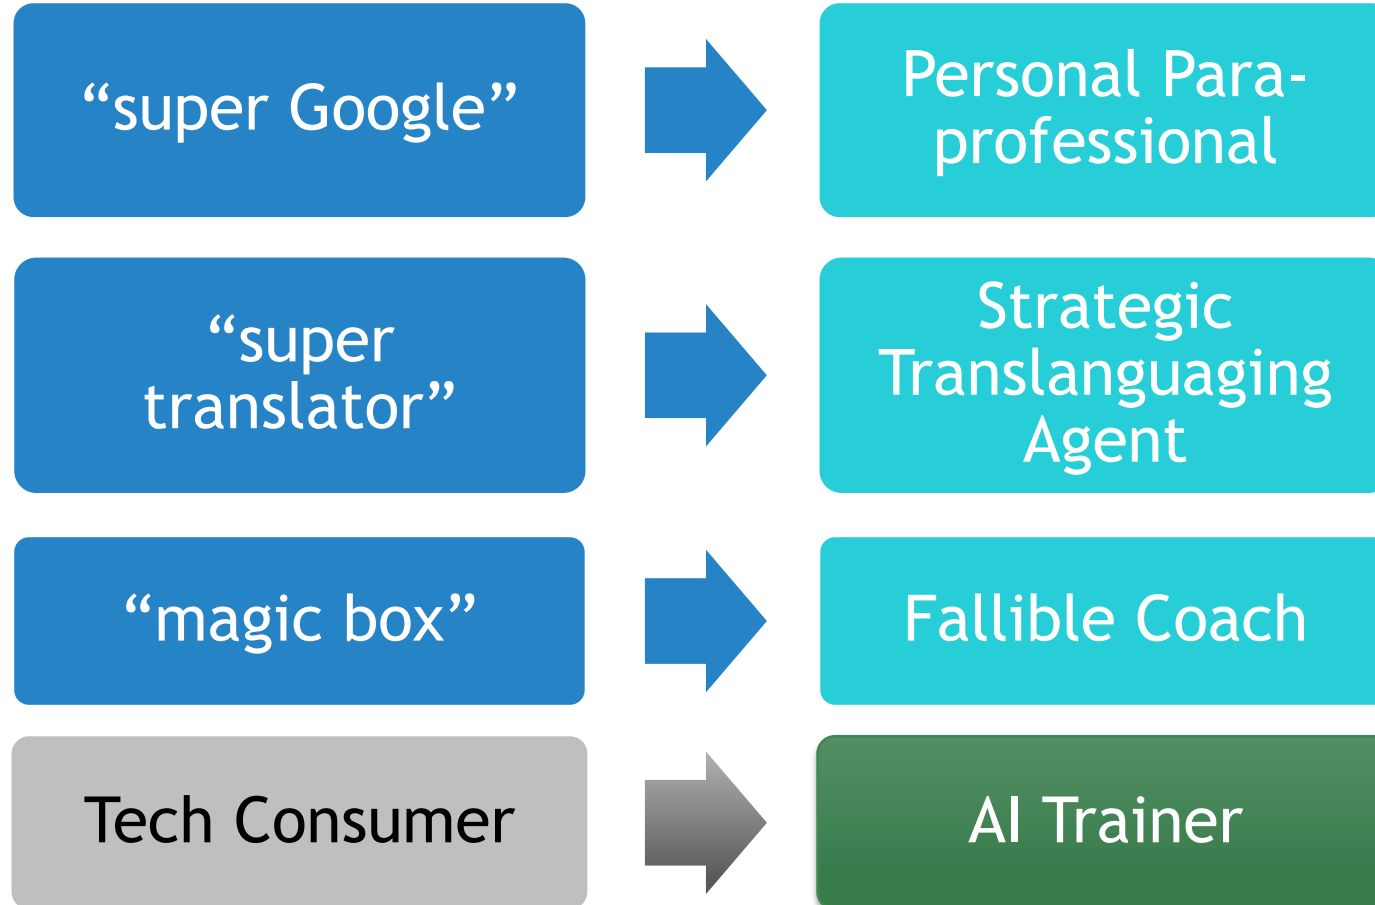 “super Google”
Personal Para-
professional
“super
translator”
Strategic
Translanguaging
Agent
“magic box”
Fallible Coach
Tech Consumer
AI Trainer